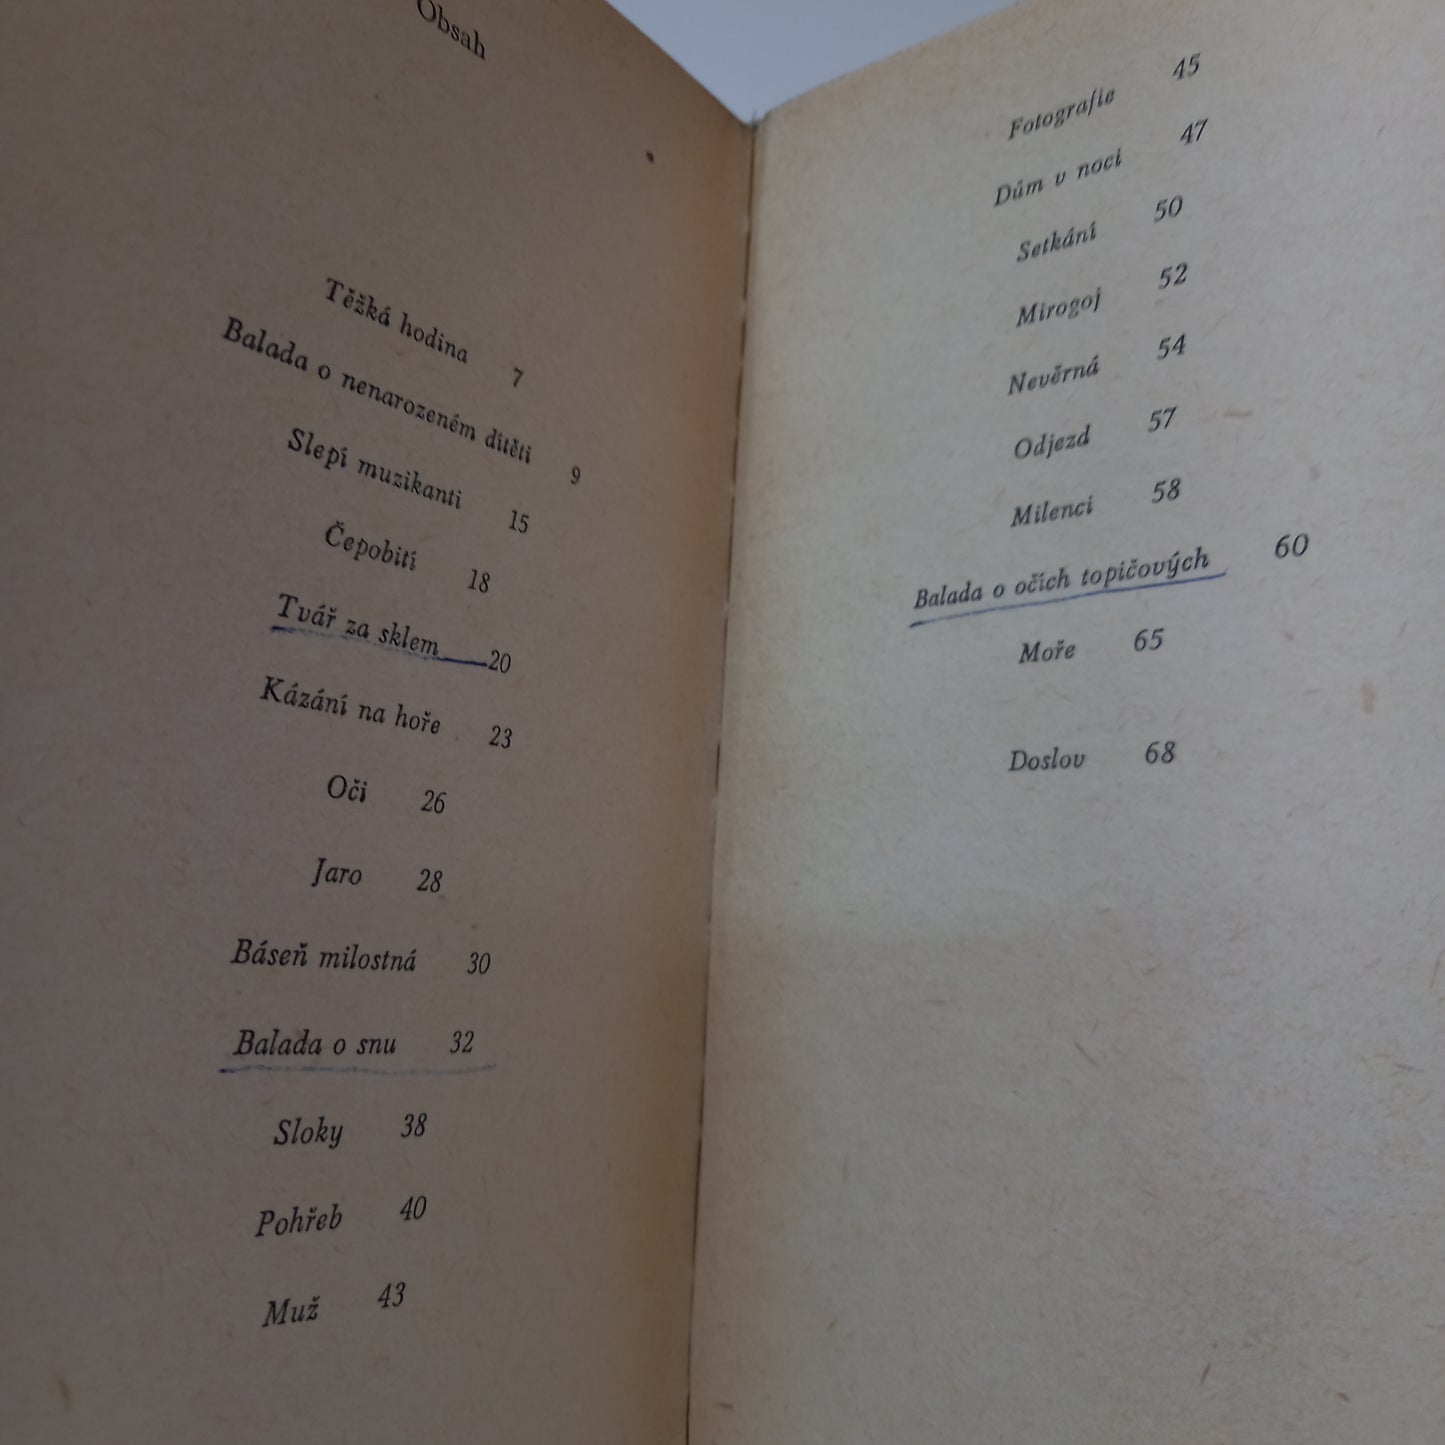 Obsah
Těžká hodina 7
Balada o nenarozeném dítěti 9
Slepí muzikanti 15
Čepobití 18
Tvář za sklem 20
Kázání na hoře 23
Oči 26
Jaro 28
Báseň milostná 30
Balada o snu 32
Sloky 38
Pohřeb 40
Muž 43
Fotografie 45
Dům v noci 47
Setkání 50
Mirogoj 52
Nevěrná 54
Odjezd 57
Milenci 58
Balada o očích topičových 60
Moře 65
Doslov 68